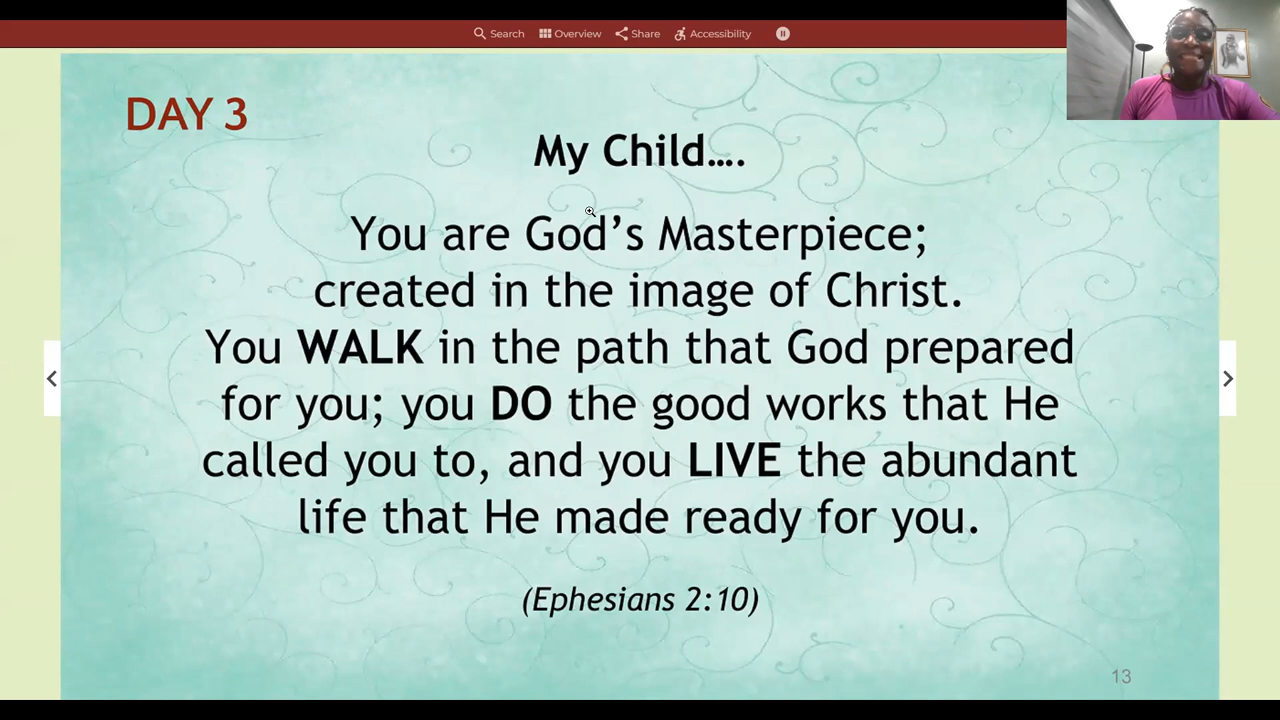 Search Overview Share Accessibility
DAY 3
My Child....
You are God’s Masterpiece;
created in the image of Christ.
You WALK in the path that God prepared
for you; you DO the good works that He
called you to, and you LIVE the abundant
life that He made ready for you.
(Ephesians 2:10)
13